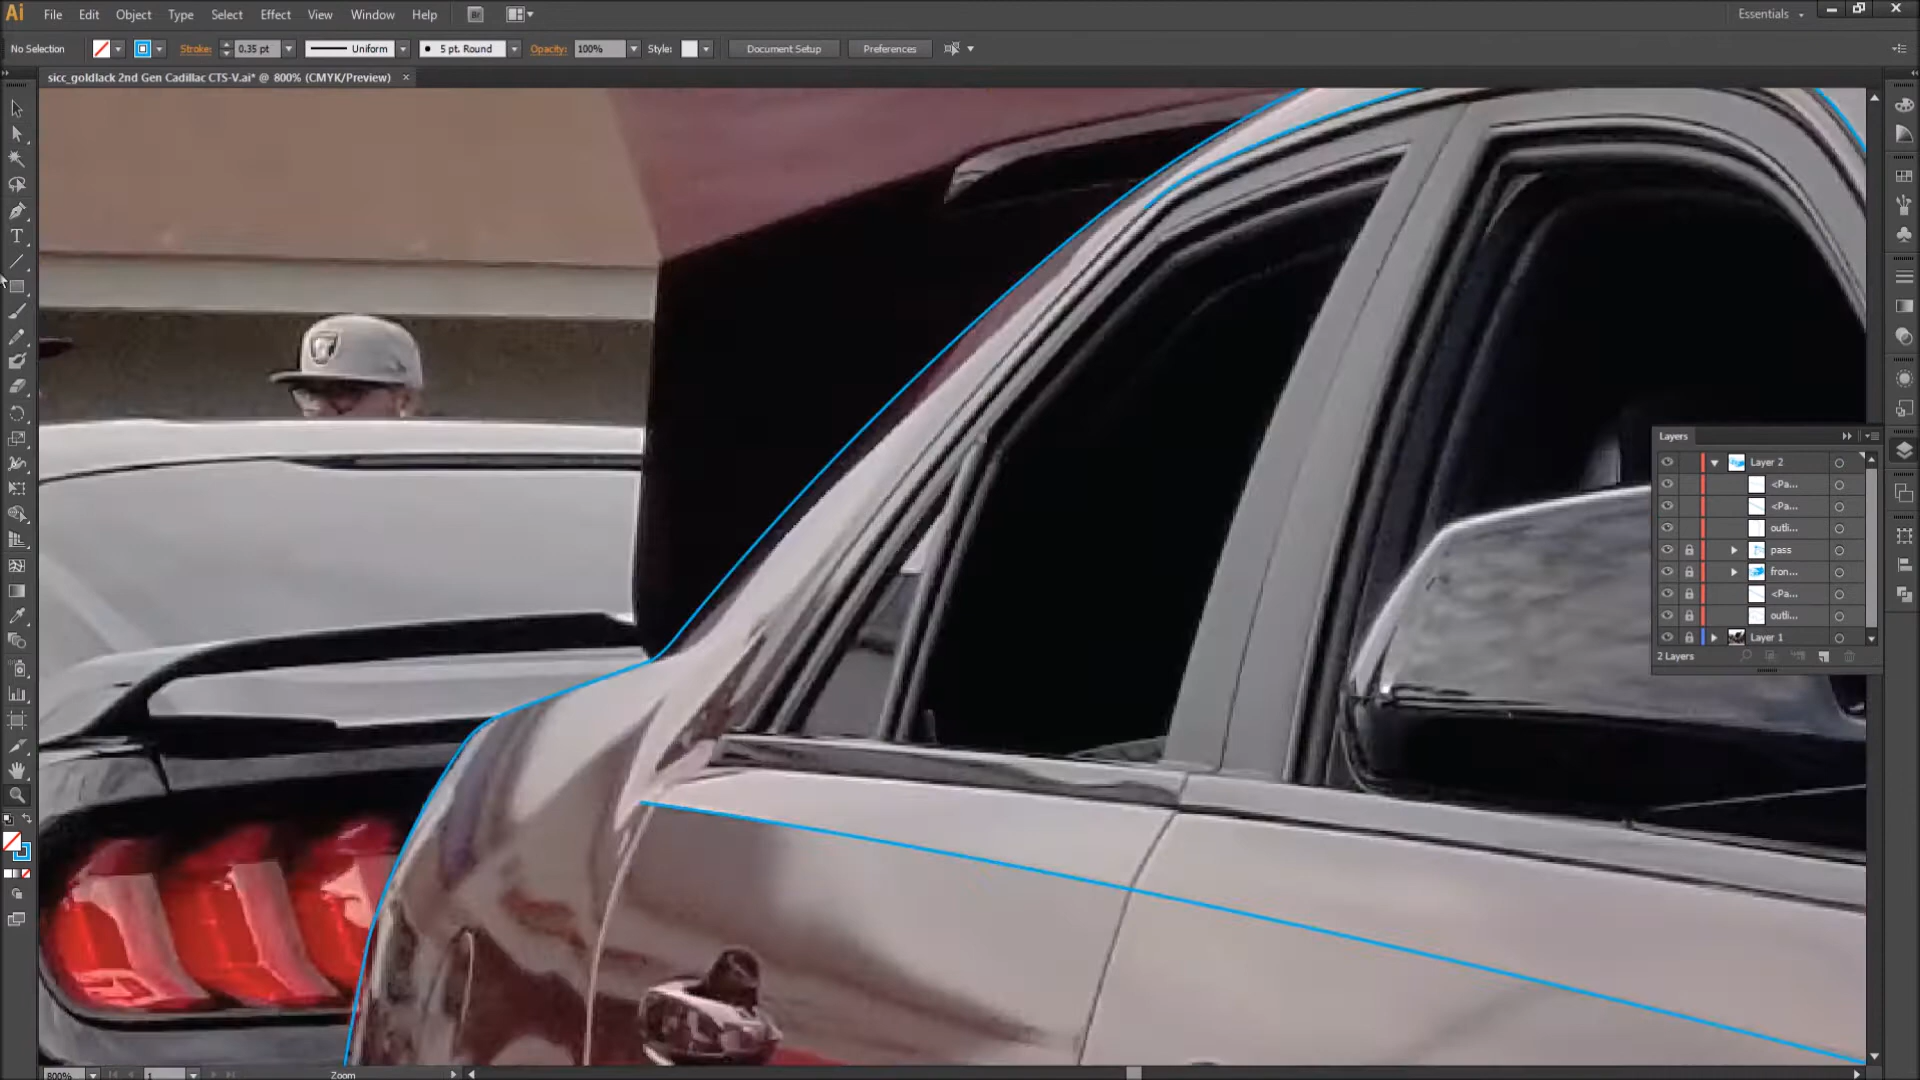 Ai File Edit Object Type Select Effect View Window Help Br Essentials
No Selection Stroke: 0.35 pt Uniform 5 pt. Round Opacity: 100% Style: Document Setup Preferences
sicc_goldlack 2nd Gen Cadillac CTS-V.ai* @ 800% (CMYK/Preview) ×
Layers
Layer 2
<Pa...
<Pa...
outli...
pass
fron...
<Pa...
outli...
Layer 1
2 Layers
800% 1 Zoom